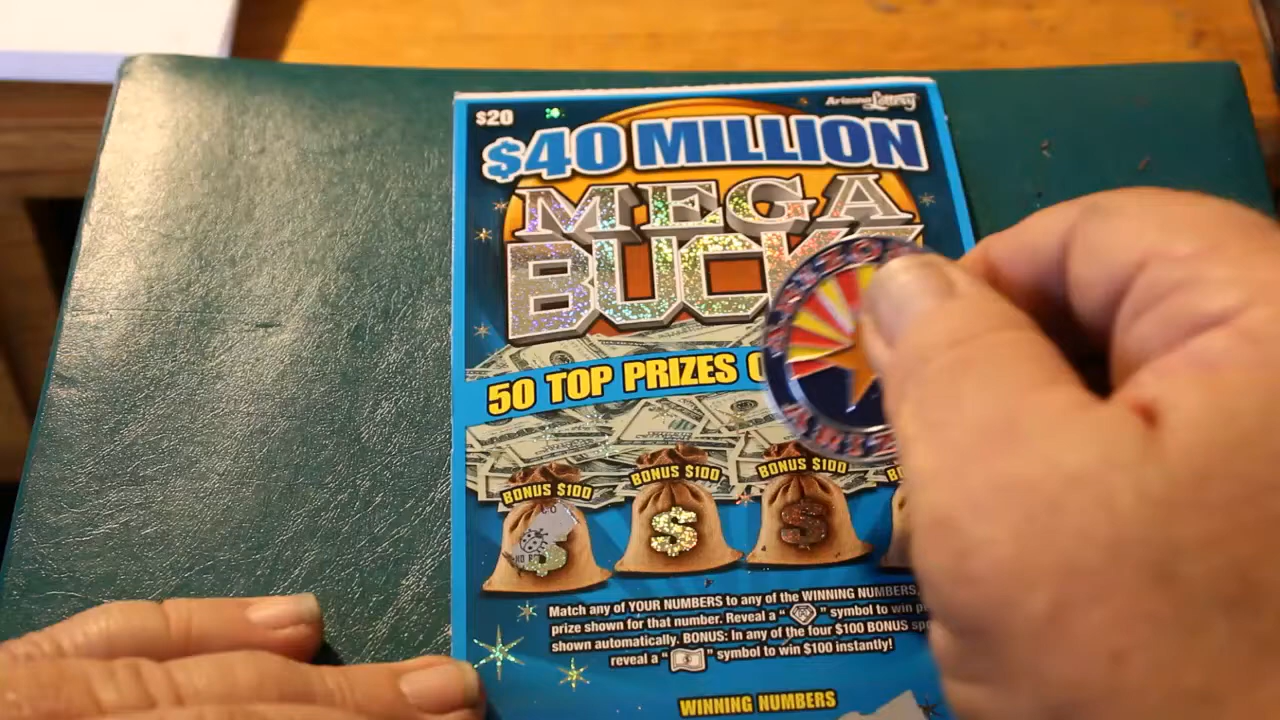 $20
Arizona Lottery
$40 MILLION
MEGA
BUCK
50 TOP PRIZES
BONUS $100
BONUS $100
BONUS $100
$
$
$
Match any of YOUR NUMBERS to any of the WINNING NUMBERS,
prize shown for that number. Reveal a " " symbol to win
shown automatically. BONUS: In any of the four $100 BONUS
reveal a " " symbol to win $100 instantly!
WINNING NUMBERS